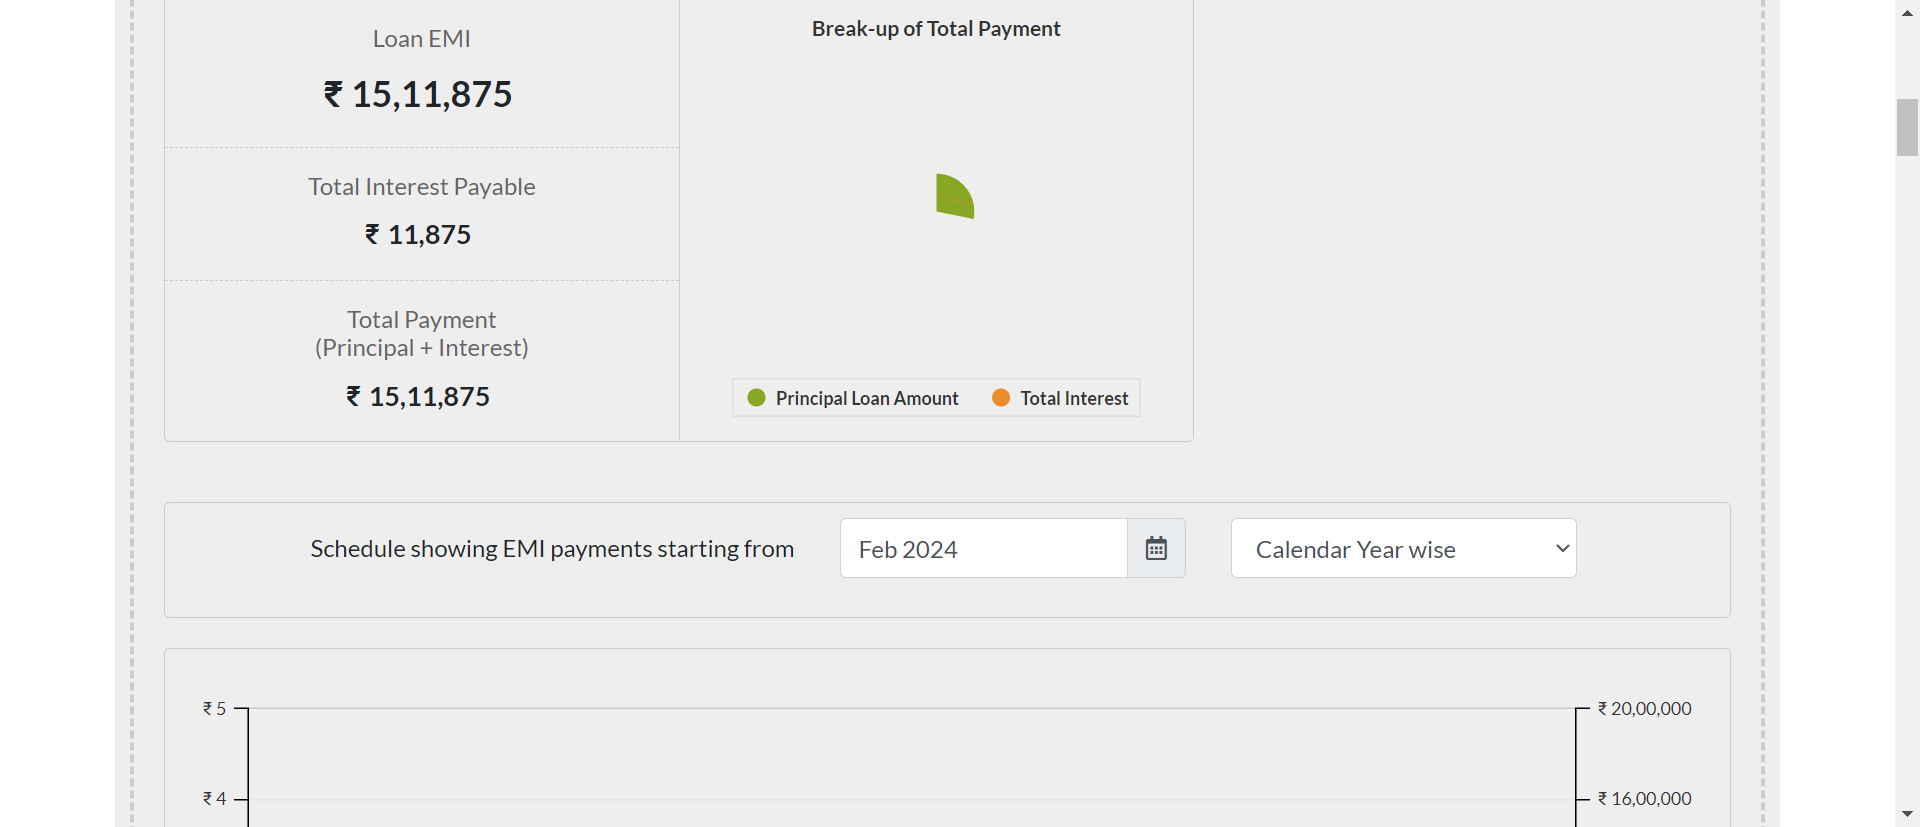 Loan EMI
₹ 15,11,875
Total Interest Payable
₹ 11,875
Total Payment
(Principal + Interest)
₹ 15,11,875
Break-up of Total Payment
Principal Loan Amount
Total Interest
Schedule showing EMI payments starting from
Feb 2024
Calendar Year wise
₹ 5
₹ 20,00,000
₹ 4
₹ 16,00,000